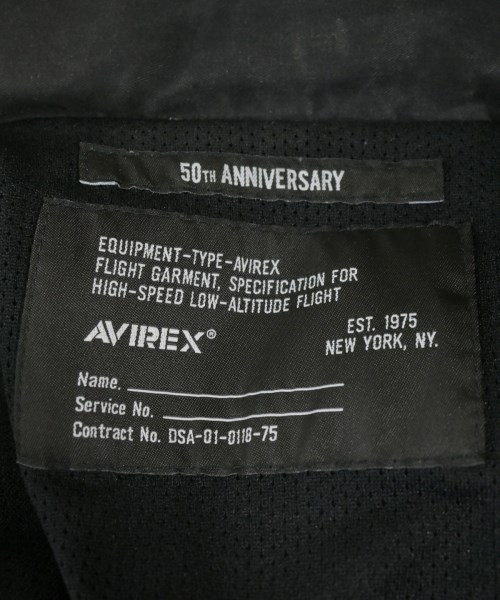 50TH ANNIVERSARY
EQUIPMENT-TYPE-AVIREX
FLIGHT GARMENT, SPECIFICATION FOR
HIGH-SPEED LOW-ALTITUDE FLIGHT
AVIREX®
EST. 1975
NEW YORK, NY.
Name.
Service No.
Contract No. DSA-01-0118-75